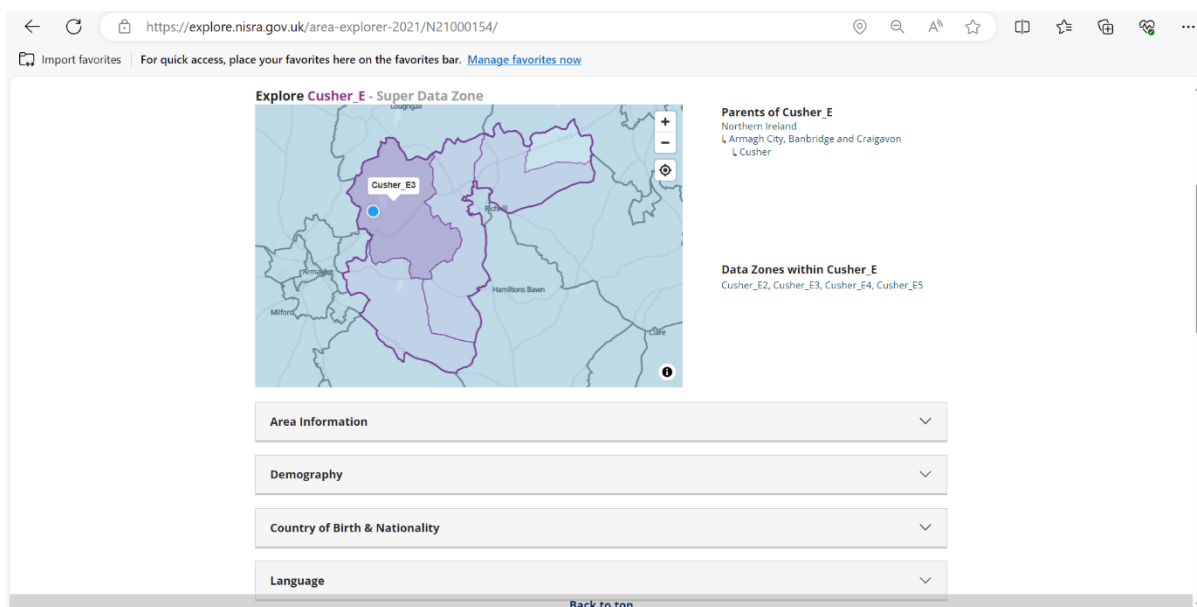 https://explore.nisra.gov.uk/area-explorer-2021/N21000154/
Import favorites
For quick access, place your favorites here on the favorites bar. Manage favorites now
Explore Cusher_E - Super Data Zone
Loughgall
Cusher_E3
Richhill
Armagh
Hamiltons Bawn
Milford
Clare
Parents of Cusher_E
Northern Ireland
↳ Armagh City, Banbridge and Craigavon
↳ Cusher
Data Zones within Cusher_E
Cusher_E2, Cusher_E3, Cusher_E4, Cusher_E5
Area Information
Demography
Country of Birth & Nationality
Language
Back to top